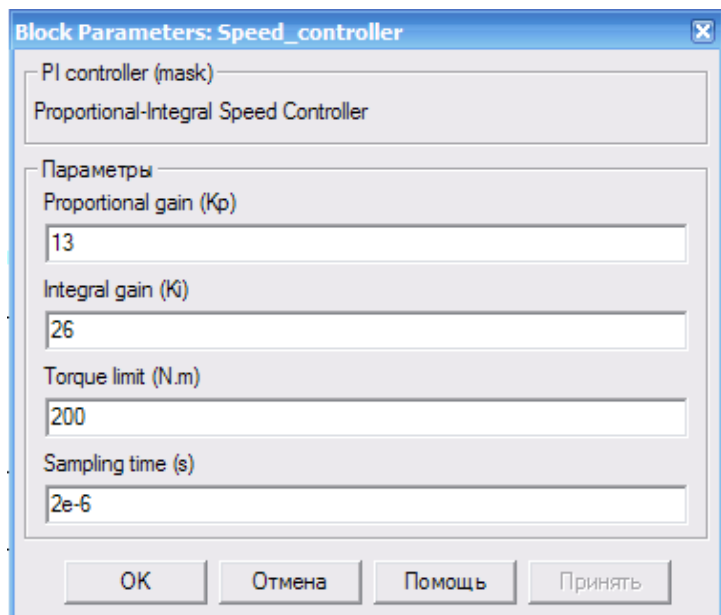 Block Parameters: Speed_controller
PI controller (mask)
Proportional-Integral Speed Controller
Параметры
Proportional gain (Kp)
13
Integral gain (Ki)
26
Torque limit (N.m)
200
Sampling time (s)
2e-6
OK Отмена Помощь Принять